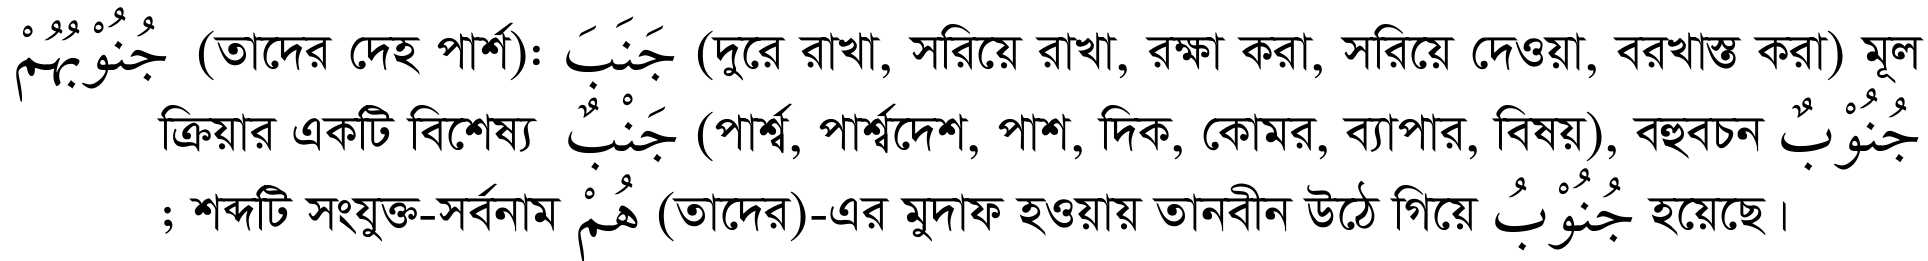 جُنُوْبُهُمْ (তাদের দেহ পার্শ): جَنَبَ (দুরে রাখা, সরিয়ে রাখা, রক্ষা করা, সরিয়ে দেওয়া, বরখাস্ত করা) মূল
ক্রিয়ার একটি বিশেষ্য جَنْبٌ (পার্শ্ব, পার্শ্বদেশ, পাশ, দিক, কোমর, ব্যাপার, বিষয়), বহুবচন جُنُوْبٌ
; শব্দটি সংযুক্ত-সর্বনাম هُمْ (তাদের)-এর মুদাফ হওয়ায় তানবীন উঠে গিয়ে جُنُوْبُ হয়েছে।